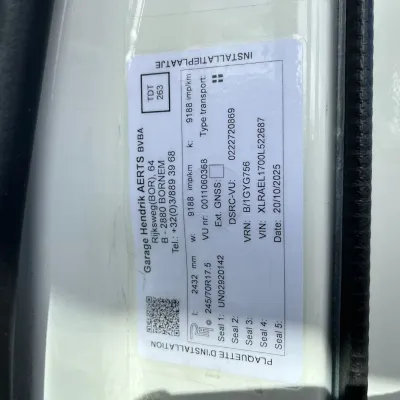 INSTALLATIEPLAATJE
TDT
263
Garage Hendrik AERTS BVBA
Rijksweg(BOR), 64
B - 2880 BORNEM
Tel.: +32(0)3/889 39 68
l: 2432 mm w: 9188 imp/km k: 9188 imp/km
245/70R17.5 VU nr: 0011060368 Type transport:
Seal 1: UN02920142 Ext. GNSS:
Seal 2: DSRC-VU: 0222720869
Seal 3: VRN: B/1GYG756
Seal 4: VIN: XLRAEL1700L522687
Seal 5: Date: 20/10/2025
PLAQUETTE D'INSTALLATION